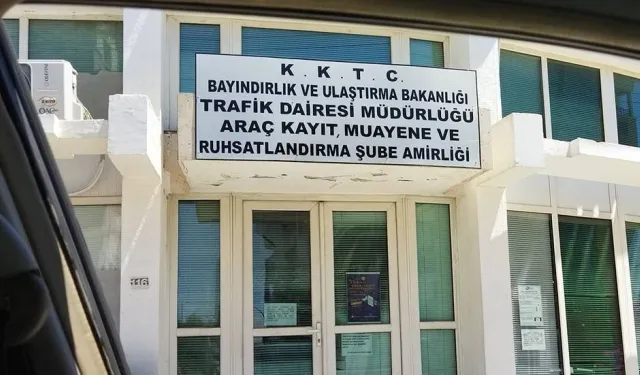 K. K. T. C.
BAYINDIRLIK VE ULAŞTIRMA BAKANLIĞI
TRAFİK DAİRESİ MÜDÜRLÜĞÜ
ARAÇ KAYIT, MUAYENE VE
RUHSATLANDIRMA ŞUBE AMİRLİĞİ
116